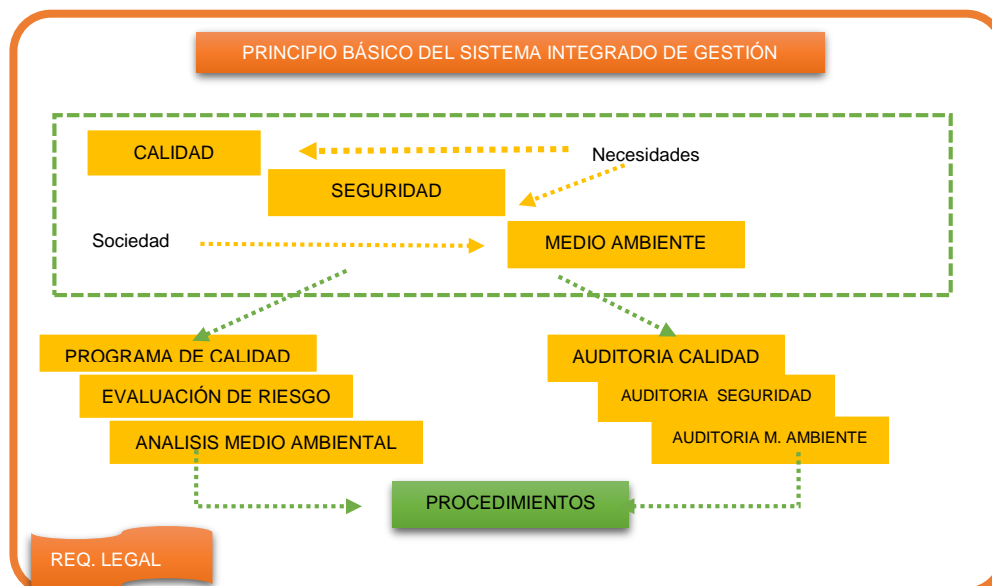 PRINCIPIO BÁSICO DEL SISTEMA INTEGRADO DE GESTIÓN
CALIDAD
Necesidades
SEGURIDAD
Sociedad
MEDIO AMBIENTE
PROGRAMA DE CALIDAD
EVALUACIÓN DE RIESGO
ANALISIS MEDIO AMBIENTAL
AUDITORIA CALIDAD
AUDITORIA SEGURIDAD
AUDITORIA M. AMBIENTE
PROCEDIMIENTOS
REQ. LEGAL